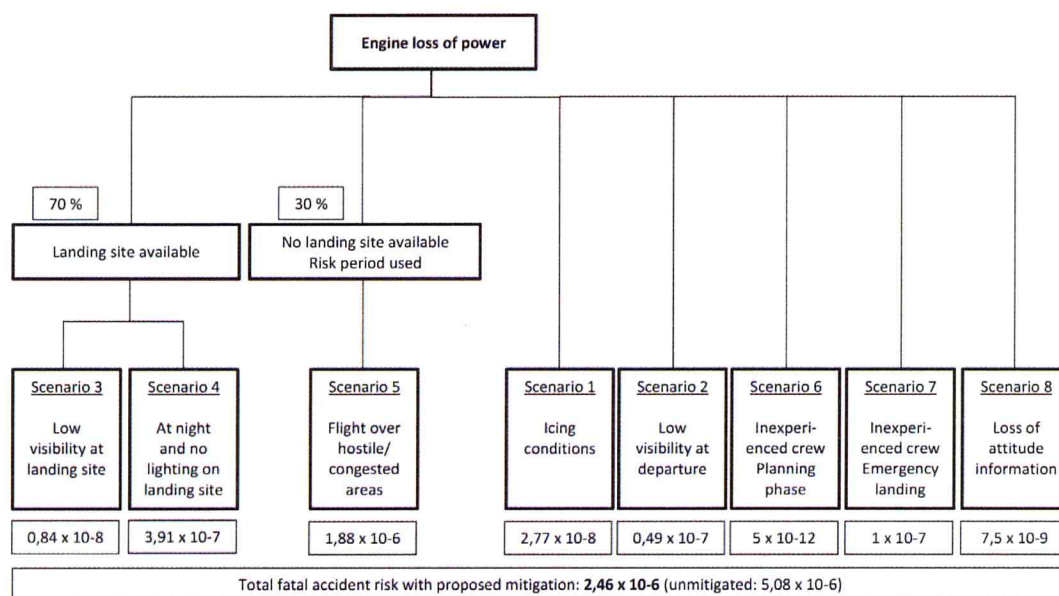 Engine loss of power
70 %
30 %
Landing site available
No landing site available
Risk period used
Scenario 3
Low
visibility at
landing site
Scenario 4
At night
and no
lighting on
landing site
Scenario 5
Flight over
hostile/
congested
areas
Scenario 1
Icing
conditions
Scenario 2
Low
visibility at
departure
Scenario 6
Inexperi-
enced crew
Planning
phase
Scenario 7
Inexperi-
enced crew
Emergency
landing
Scenario 8
Loss of
attitude
information
0,84 x 10-8
3,91 x 10-7
1,88 x 10-6
2,77 x 10-8
0,49 x 10-7
5 x 10-12
1 x 10-7
7,5 x 10-9
Total fatal accident risk with proposed mitigation: 2,46 x 10-6 (unmitigated: 5,08 x 10-6)